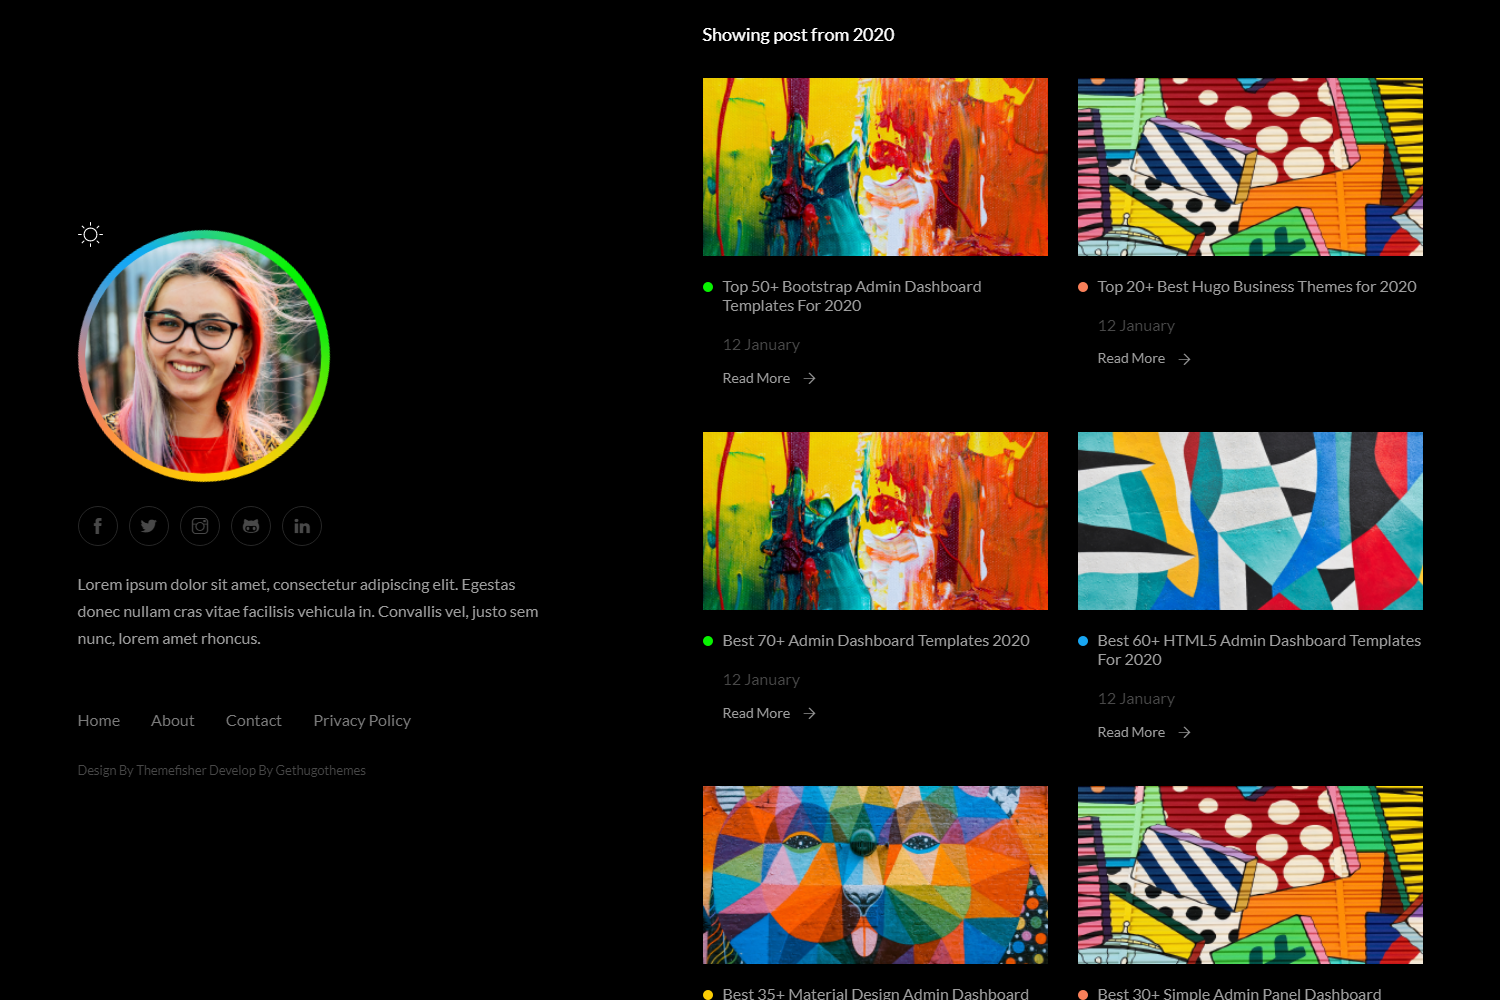 Lorem ipsum dolor sit amet, consectetur adipiscing elit. Egestas
donec nullam cras vitae facilisis vehicula in. Convallis vel, justo sem
nunc, lorem amet rhoncus.
Home About Contact Privacy Policy
Design By Themefisher Develop By Gethugothemes
Showing post from 2020
Top 50+ Bootstrap Admin Dashboard
Templates For 2020
12 January
Read More
Top 20+ Best Hugo Business Themes for 2020
12 January
Read More
Best 70+ Admin Dashboard Templates 2020
12 January
Read More
Best 60+ HTML5 Admin Dashboard Templates
For 2020
12 January
Read More
Best 35+ Material Design Admin Dashboard
Best 30+ Simple Admin Panel Dashboard